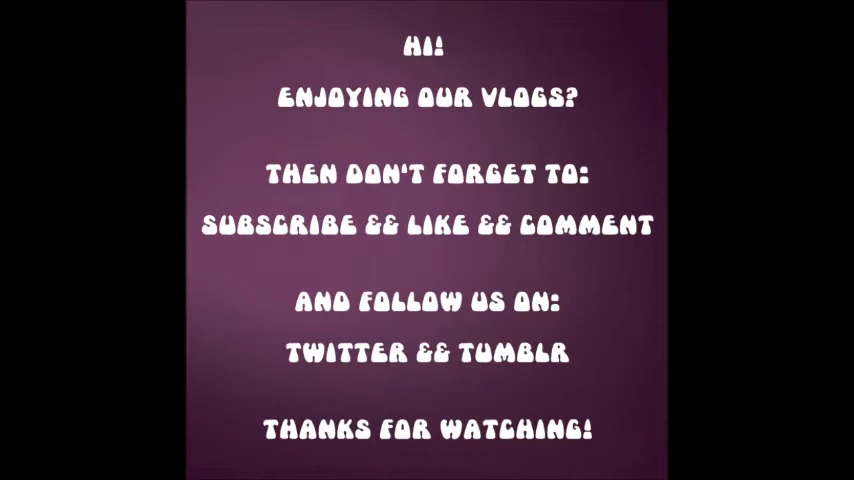 HI!
ENJOYING OUR VLOGS?
THEN DON'T FORGET TO:
SUBSCRIBE && LIKE && COMMENT
AND FOLLOW US ON:
TWITTER && TUMBLR
THANKS FOR WATCHING!